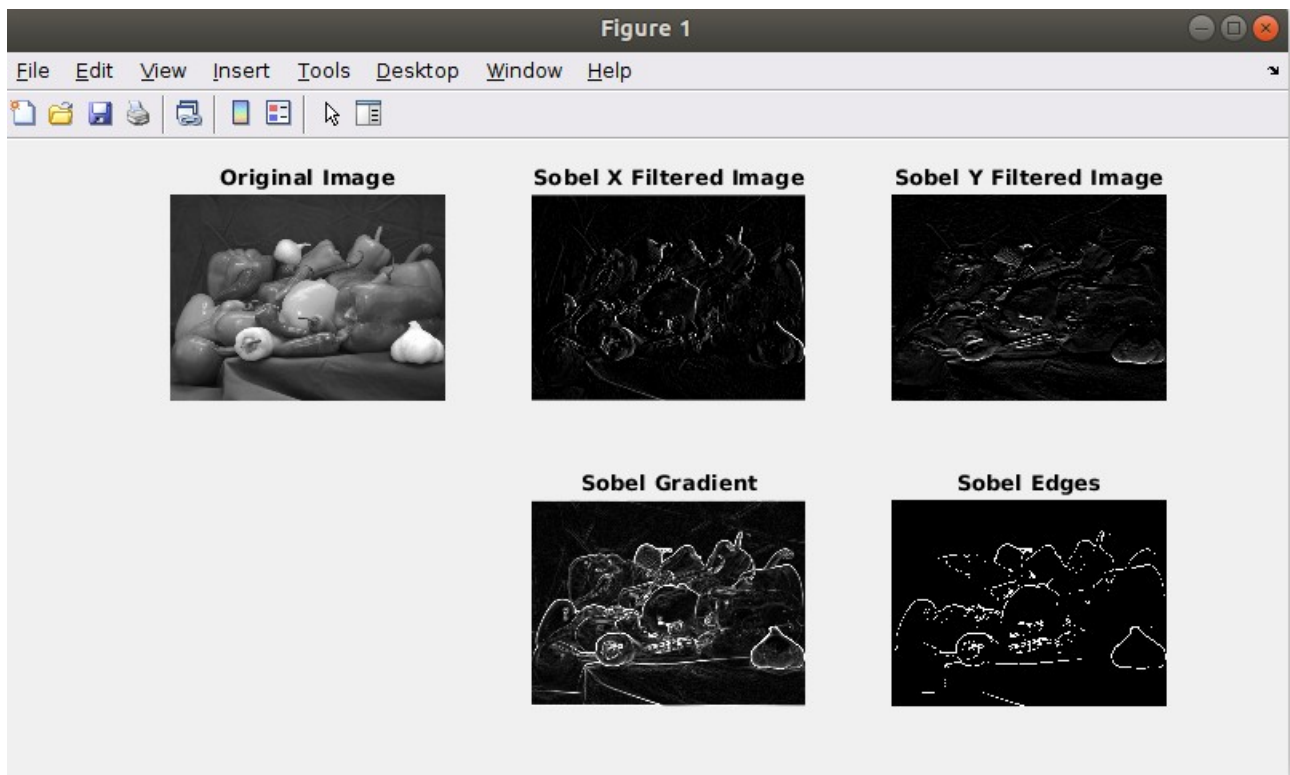 Figure 1
File Edit View Insert Tools Desktop Window Help
Original Image Sobel X Filtered Image Sobel Y Filtered Image
Sobel Gradient Sobel Edges